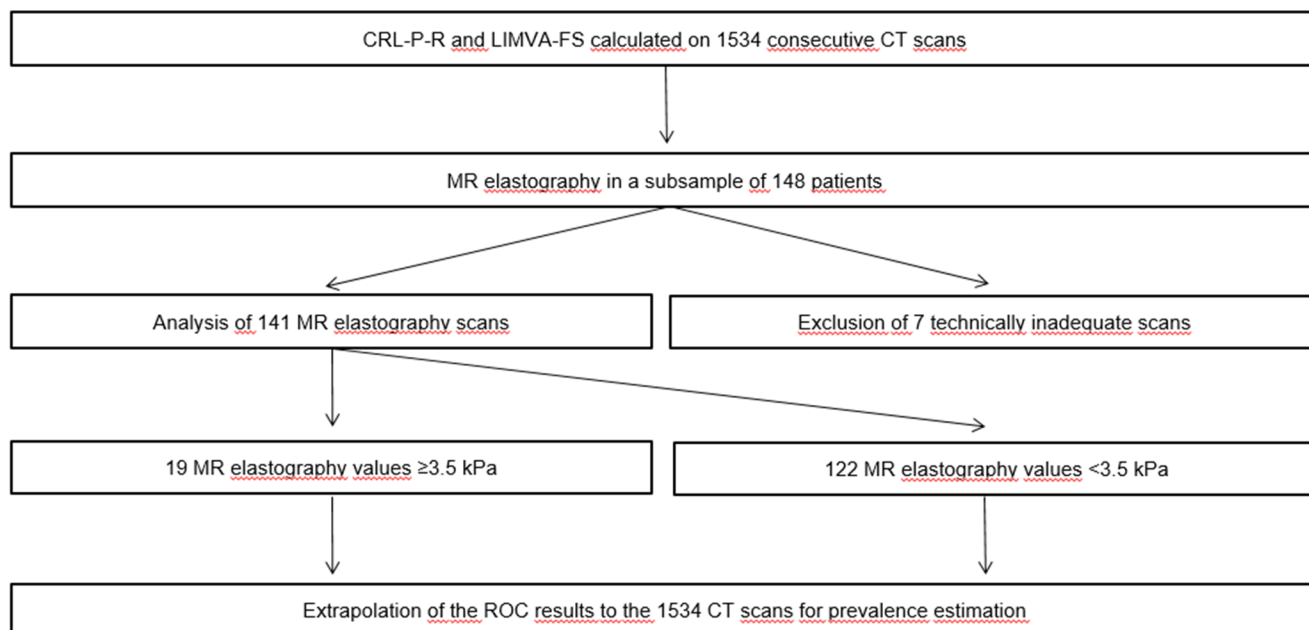 CRL-P-R and LIMVA-FS calculated on 1534 consecutive CT scans
MR elastography in a subsample of 148 patients
Analysis of 141 MR elastography scans
Exclusion of 7 technically inadequate scans
19 MR elastography values ≥3.5 kPa
122 MR elastography values <3.5 kPa
Extrapolation of the ROC results to the 1534 CT scans for prevalence estimation